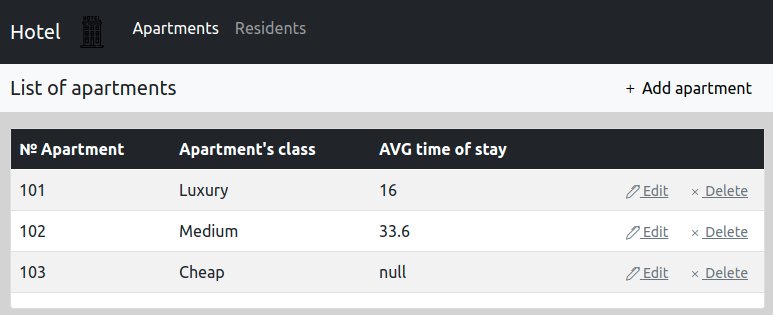 Hotel HOTEL Apartments Residents
List of apartments + Add apartment
№ Apartment Apartment's class AVG time of stay
101 Luxury 16 Edit × Delete
102 Medium 33.6 Edit × Delete
103 Cheap null Edit × Delete